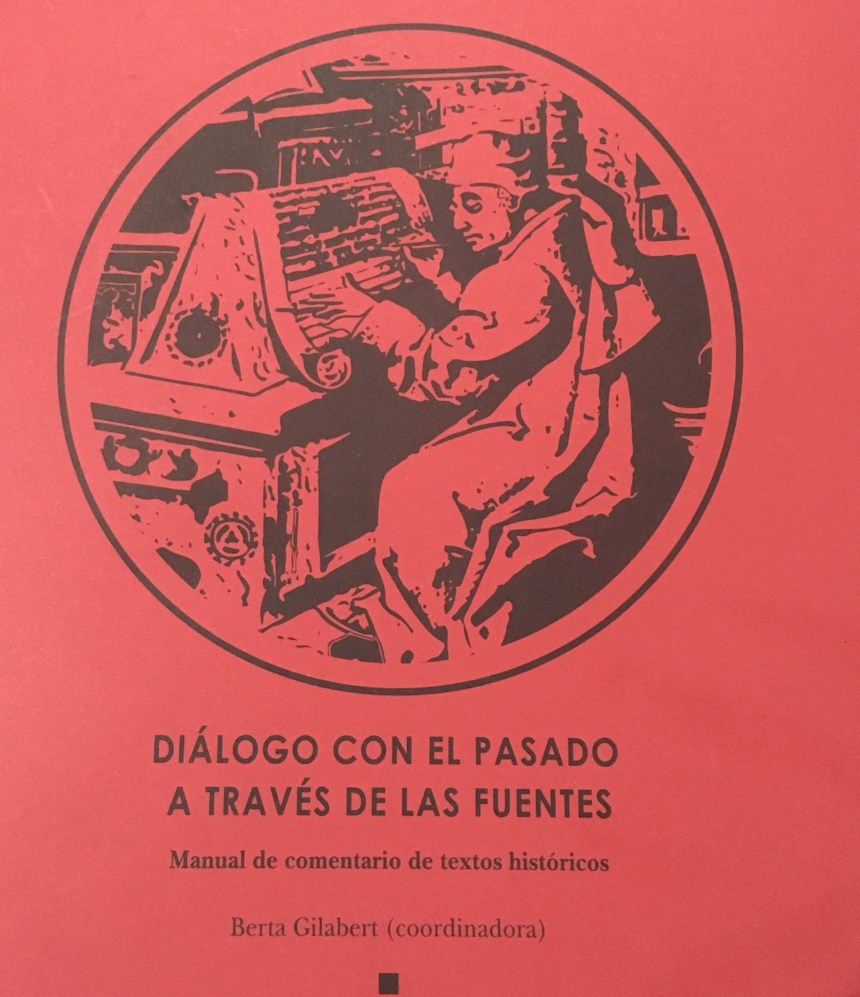 DIÁLOGO CON EL PASADO
A TRAVÉS DE LAS FUENTES
Manual de comentario de textos históricos
Berta Gilabert (coordinadora)